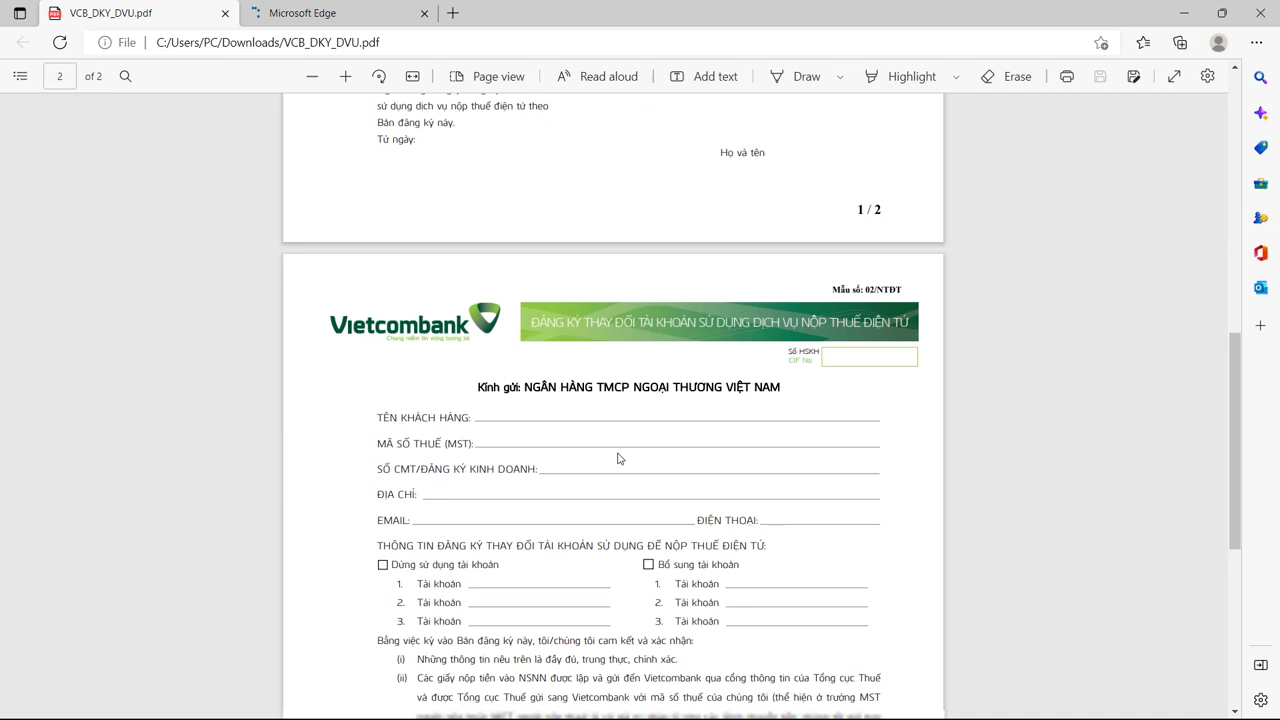 VCB_DKY_DVU.pdf
Microsoft Edge
File
C:/Users/PC/Downloads/VCB_DKY_DVU.pdf
2 of 2
Page view
Read aloud
Add text
Draw
Highlight
Erase
sử dụng dịch vụ nộp thuế điện tử theo
Bản đăng ký này.
Từ ngày:
Họ và tên
1 / 2
Mẫu số: 02/NTĐT
Vietcombank
Chung niềm tin vững tương lai
ĐĂNG KÝ THAY ĐỔI TÀI KHOẢN SỬ DỤNG DỊCH VỤ NỘP THUẾ ĐIỆN TỬ
Số HSKH
CIF No
Kính gửi: NGÂN HÀNG TMCP NGOẠI THƯƠNG VIỆT NAM
TÊN KHÁCH HÀNG:
MÃ SỐ THUẾ (MST):
SỐ CMT/ĐĂNG KÝ KINH DOANH:
ĐỊA CHỈ:
EMAIL: ĐIỆN THOẠI:
THÔNG TIN ĐĂNG KÝ THAY ĐỔI TÀI KHOẢN SỬ DỤNG ĐỂ NỘP THUẾ ĐIỆN TỬ:
Dừng sử dụng tài khoản Bổ sung tài khoản
1. Tài khoản 1. Tài khoản
2. Tài khoản 2. Tài khoản
3. Tài khoản 3. Tài khoản
Bằng việc ký vào Bản đăng ký này, tôi/chúng tôi cam kết và xác nhận:
(i) Những thông tin nêu trên là đầy đủ, trung thực, chính xác.
(ii) Các giấy nộp tiền vào NSNN được lập và gửi đến Vietcombank qua cổng thông tin của Tổng cục Thuế
và được Tổng cục Thuế gửi sang Vietcombank với mã số thuế của chúng tôi (thể hiện ở trường MST